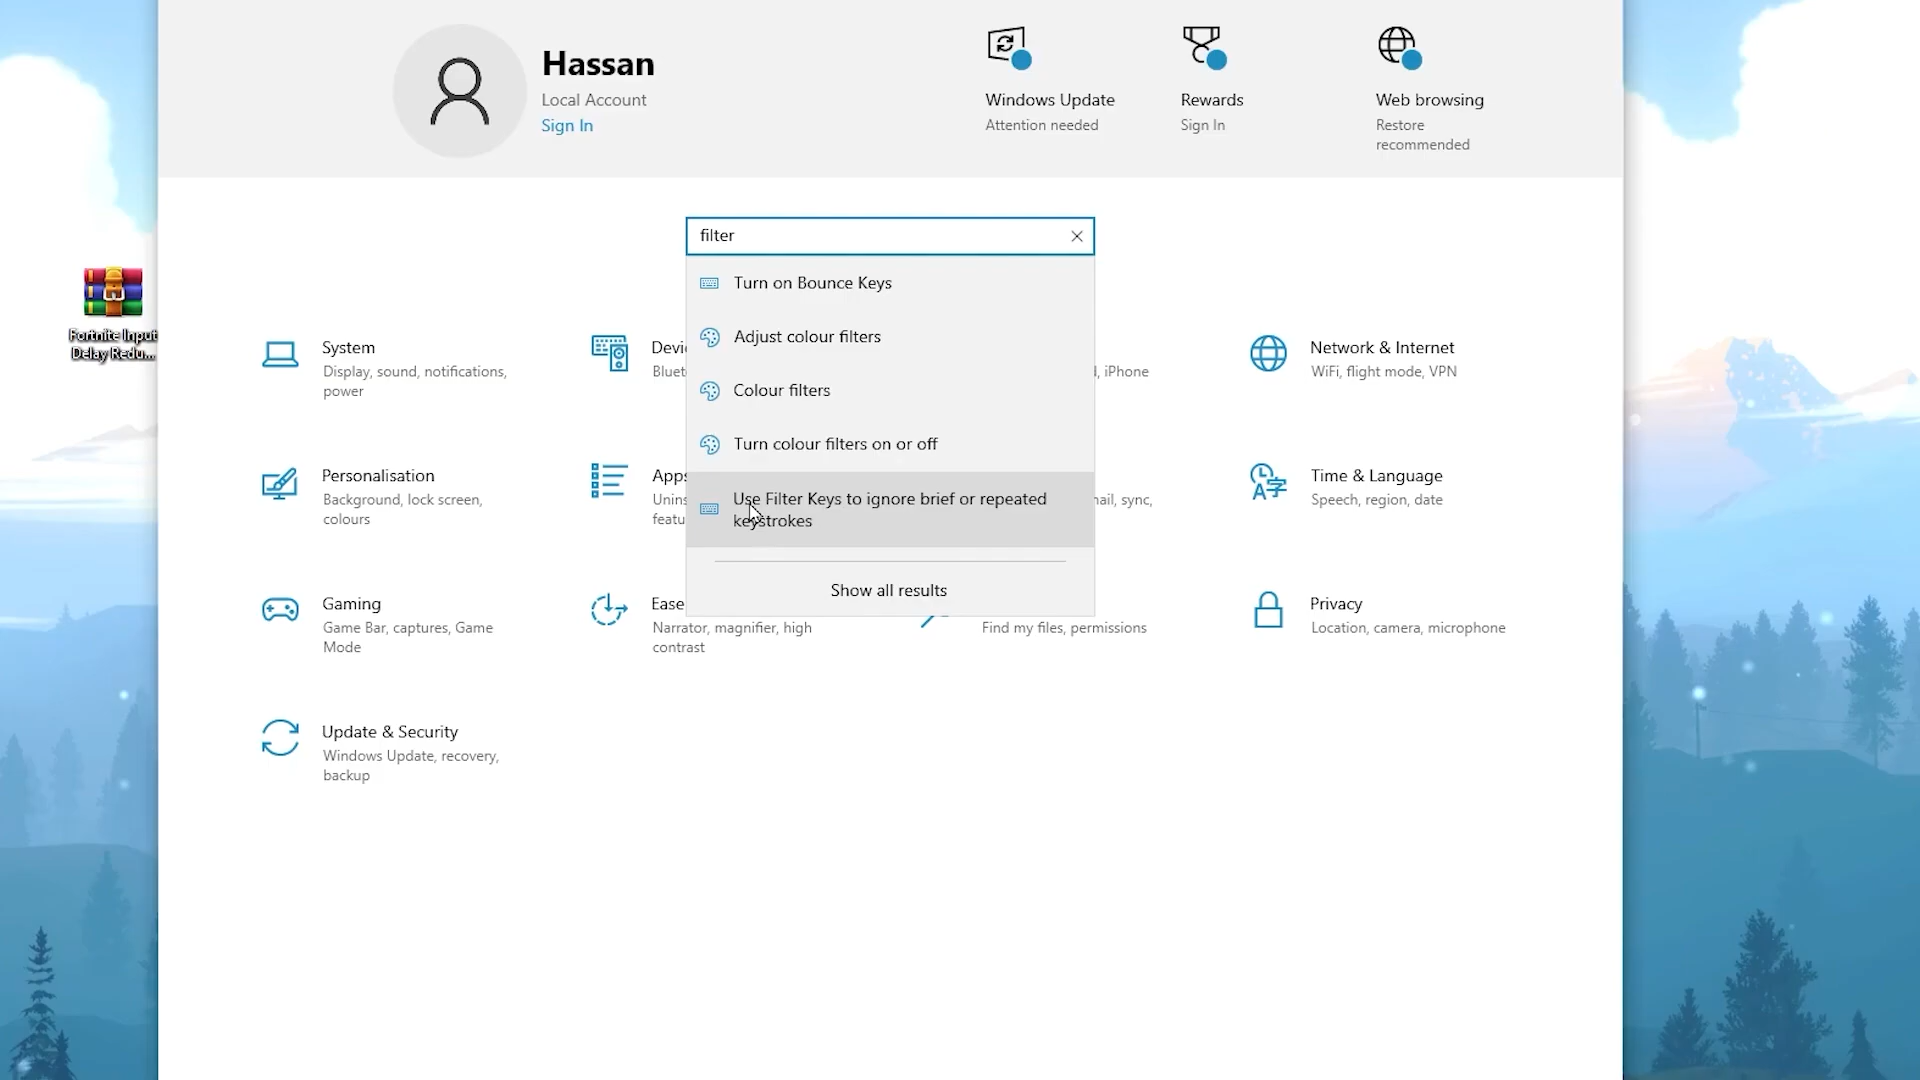 Hassan
Local Account
Sign In
Windows Update
Attention needed
Rewards
Sign In
Web browsing
Restore
recommended
filter
Turn on Bounce Keys
Adjust colour filters
Colour filters
Turn colour filters on or off
Use Filter Keys to ignore brief or repeated
keystrokes
Show all results
Fortnite Input
Delay Redu...
System
Display, sound, notifications,
power
Devi
Bluet
, iPhone
Network & Internet
WiFi, flight mode, VPN
Personalisation
Background, lock screen,
colours
Apps
Unins
featu
ail, sync,
Time & Language
Speech, region, date
Gaming
Game Bar, captures, Game
Mode
Ease
Narrator, magnifier, high
contrast
Find my files, permissions
Privacy
Location, camera, microphone
Update & Security
Windows Update, recovery,
backup